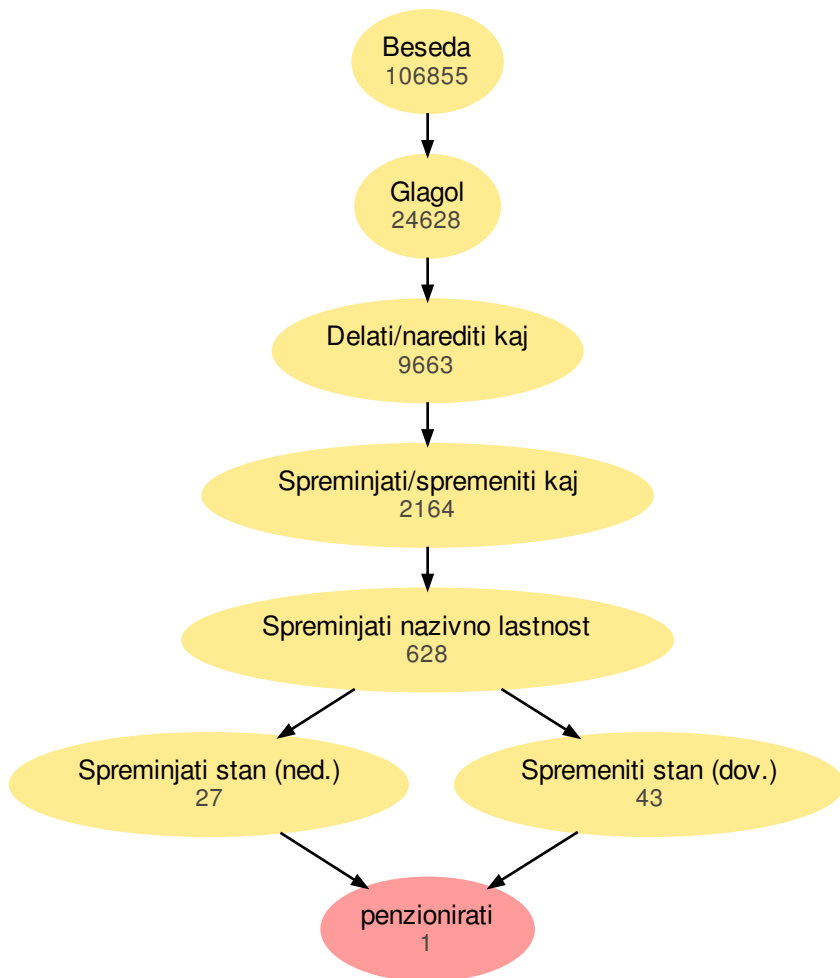 Beseda
106855
Glagol
24628
Delati/narediti kaj
9663
Spreminjati/spremeniti kaj
2164
Spreminjati nazivno lastnost
628
Spreminjati stan (ned.)
27
Spremeniti stan (dov.)
43
penzionirati
1